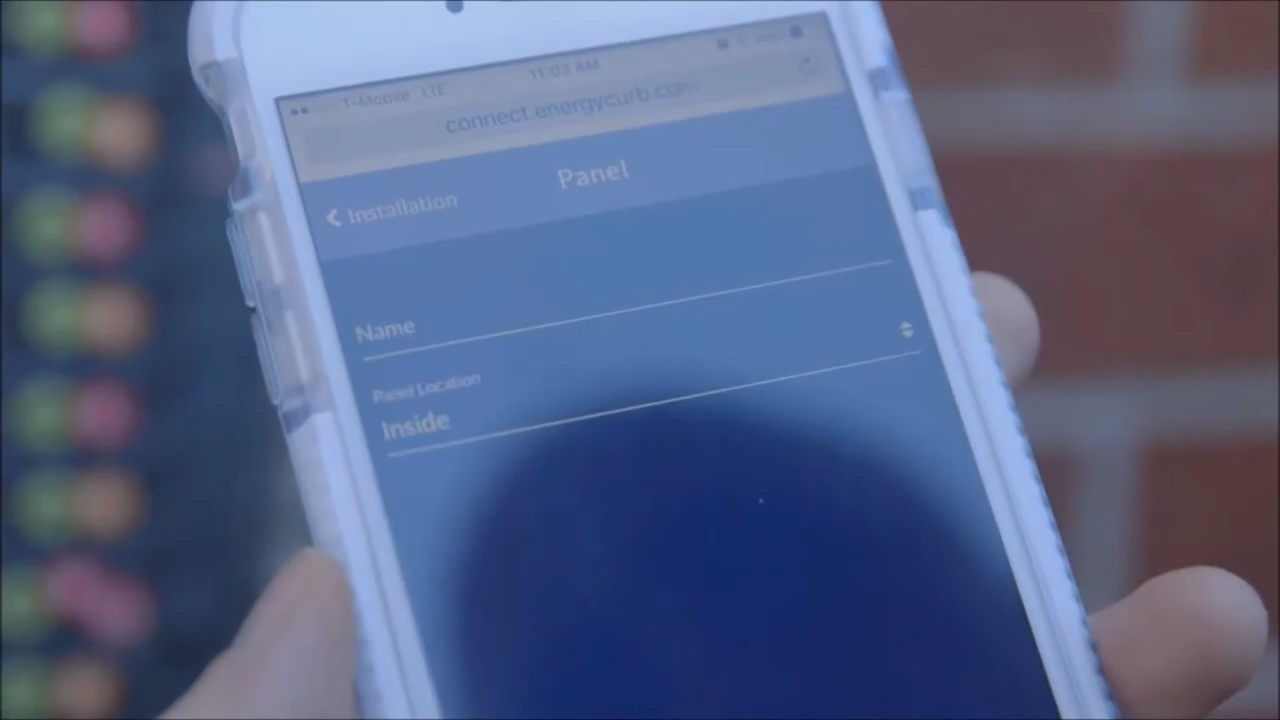 T-Mobile LTE
11:03 AM
connect.energycurb.com
Installation
Panel
Name
Panel Location
Inside